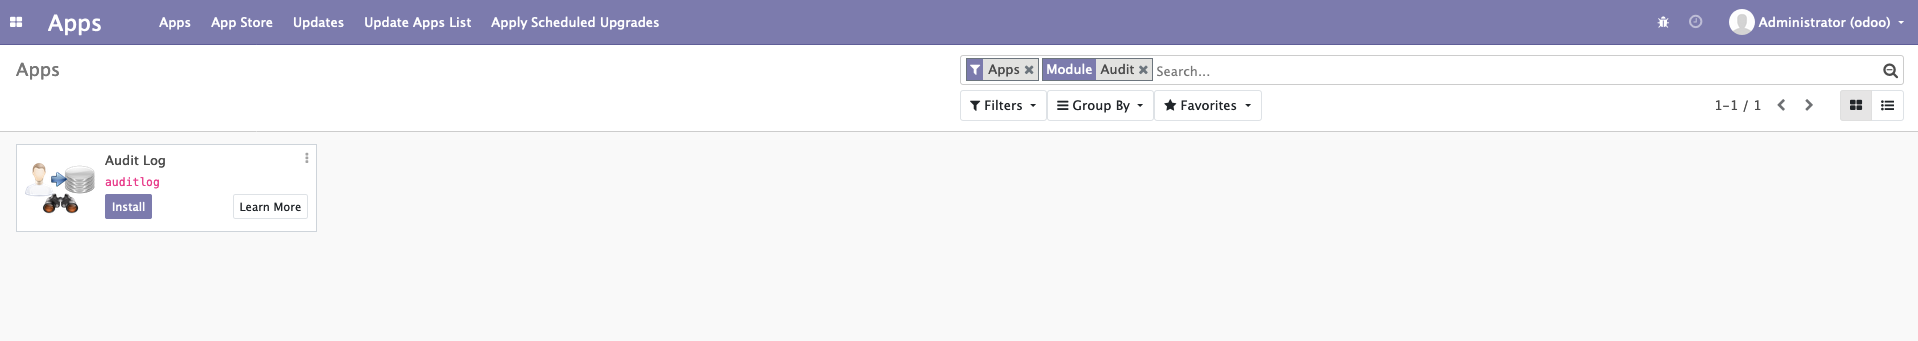 Apps Apps App Store Updates Update Apps List Apply Scheduled Upgrades Administrator (odoo)
Apps Apps Module Audit Search...
Filters Group By Favorites 1-1 / 1
Audit Log
auditlog
Install Learn More